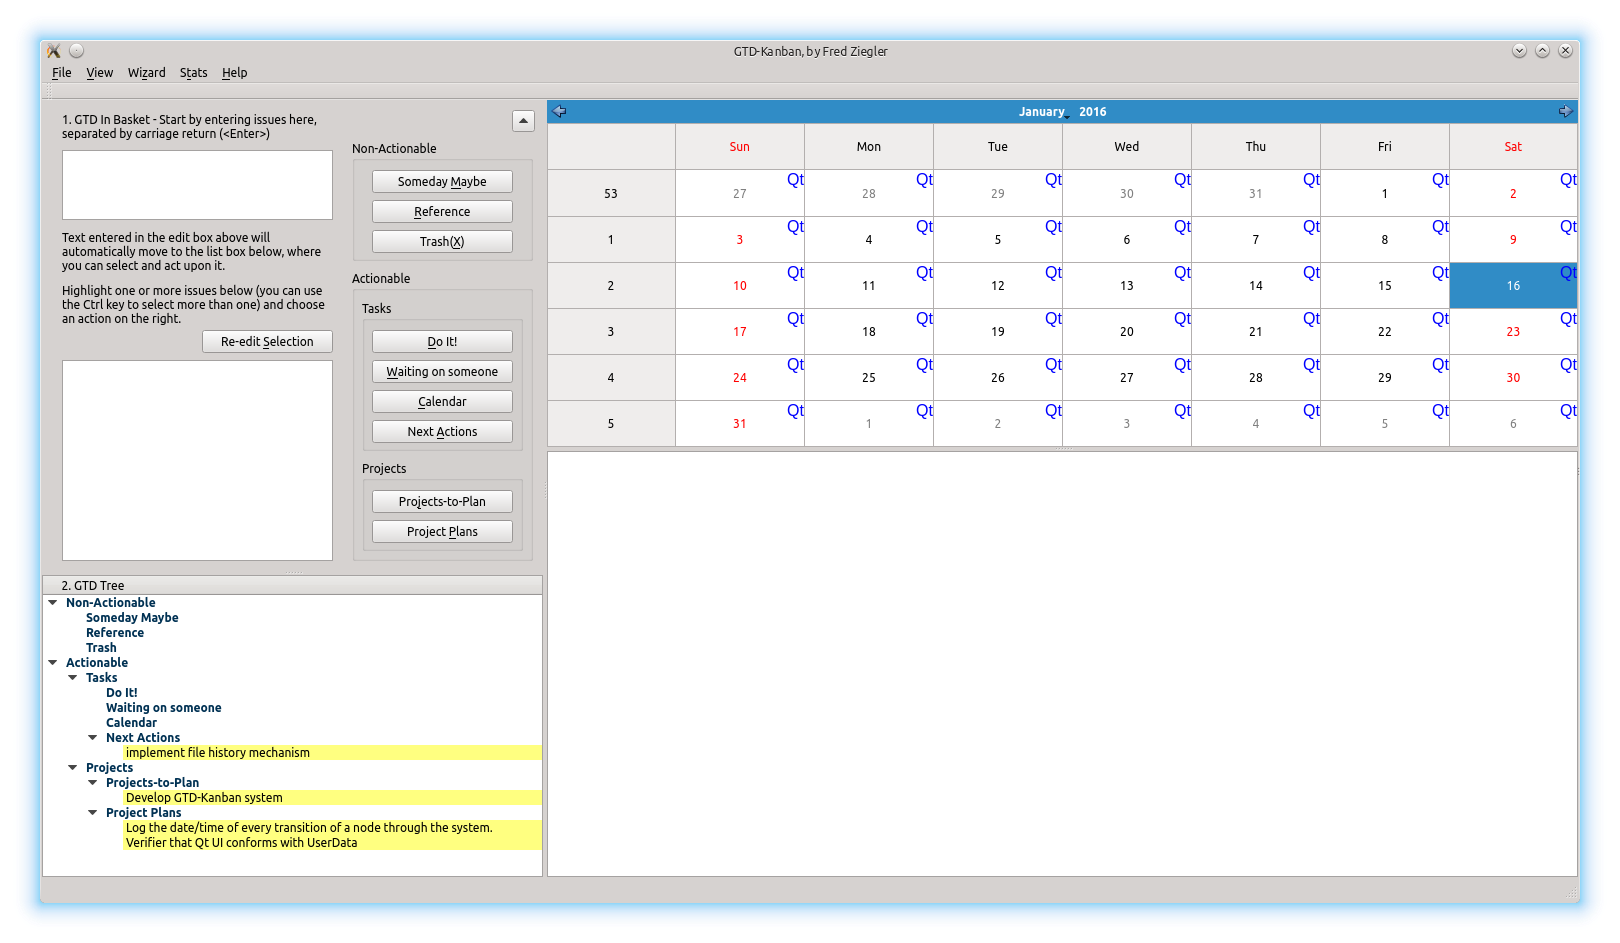 GTD-Kanban, by Fred Ziegler
File View Wizard Stats Help
1. GTD In Basket - Start by entering issues here,
separated by carriage return (<Enter>)
Text entered in the edit box above will
automatically move to the list box below, where
you can select and act upon it.
Highlight one or more issues below (you can use
the Ctrl key to select more than one) and choose
an action on the right.
Re-edit Selection
Non-Actionable
Someday Maybe
Reference
Trash(X)
Actionable
Tasks
Do It!
Waiting on someone
Calendar
Next Actions
Projects
Projects-to-Plan
Project Plans
2. GTD Tree
Non-Actionable
Someday Maybe
Reference
Trash
Actionable
Tasks
Do It!
Waiting on someone
Calendar
Next Actions
implement file history mechanism
Projects
Projects-to-Plan
Develop GTD-Kanban system
Project Plans
Log the date/time of every transition of a node through the system.
Verifier that Qt UI conforms with UserData
January 2016
Sun Mon Tue Wed Thu Fri Sat
Qt Qt Qt Qt Qt Qt Qt
53 27 28 29 30 31 1 2
Qt Qt Qt Qt Qt Qt Qt
1 3 4 5 6 7 8 9
Qt Qt Qt Qt Qt Qt Qt
2 10 11 12 13 14 15 16
Qt Qt Qt Qt Qt Qt Qt
3 17 18 19 20 21 22 23
Qt Qt Qt Qt Qt Qt Qt
4 24 25 26 27 28 29 30
Qt Qt Qt Qt Qt Qt Qt
5 31 1 2 3 4 5 6